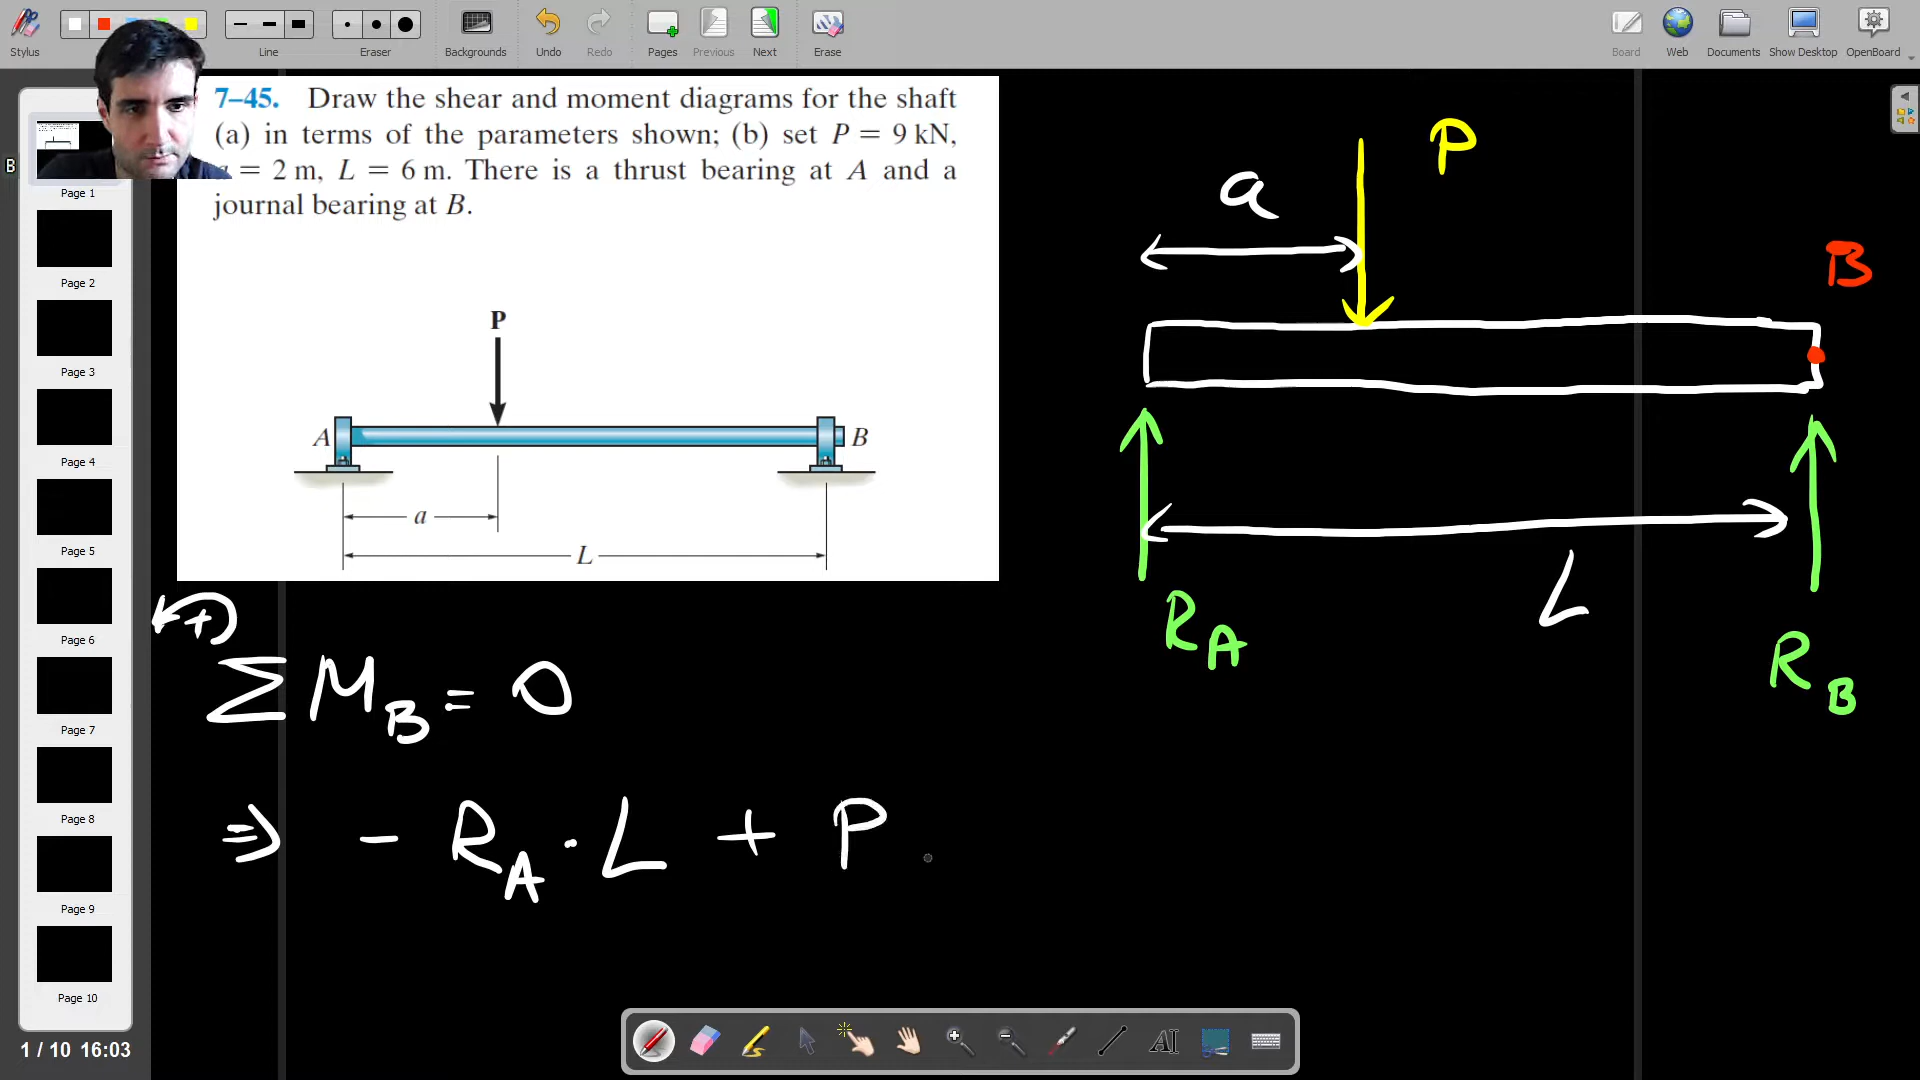 Stylus
Line
Eraser
Backgrounds
Undo
Redo
Pages
Previous
Next
Erase
Board
Web
Documents
Show Desktop
OpenBoard
B
Page 1
Page 2
Page 3
Page 4
Page 5
Page 6
Page 7
Page 8
Page 9
Page 10
1 / 10 16:03
7–45. Draw the shear and moment diagrams for the shaft
(a) in terms of the parameters shown; (b) set P = 9 kN,
= 2 m, L = 6 m. There is a thrust bearing at A and a
journal bearing at B.
P
A
B
a
L
P
a
B
R_A
L
R_B
+
Σ M_B = 0
⇒ - R_A · L + P
AI